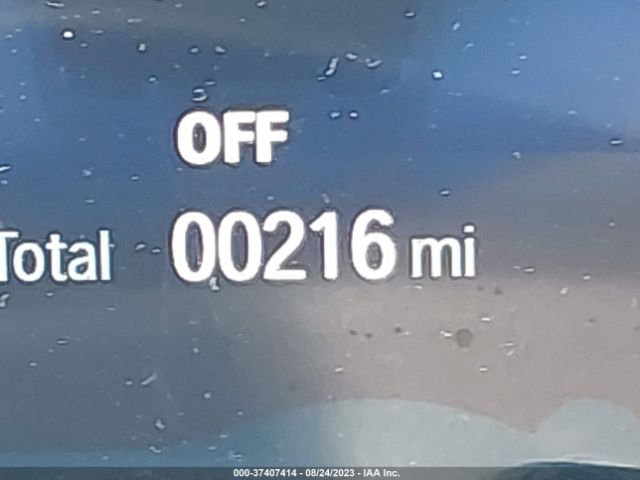 OFF
Total 00216 mi
000-37407414 - 08/24/2023 - IAA Inc.